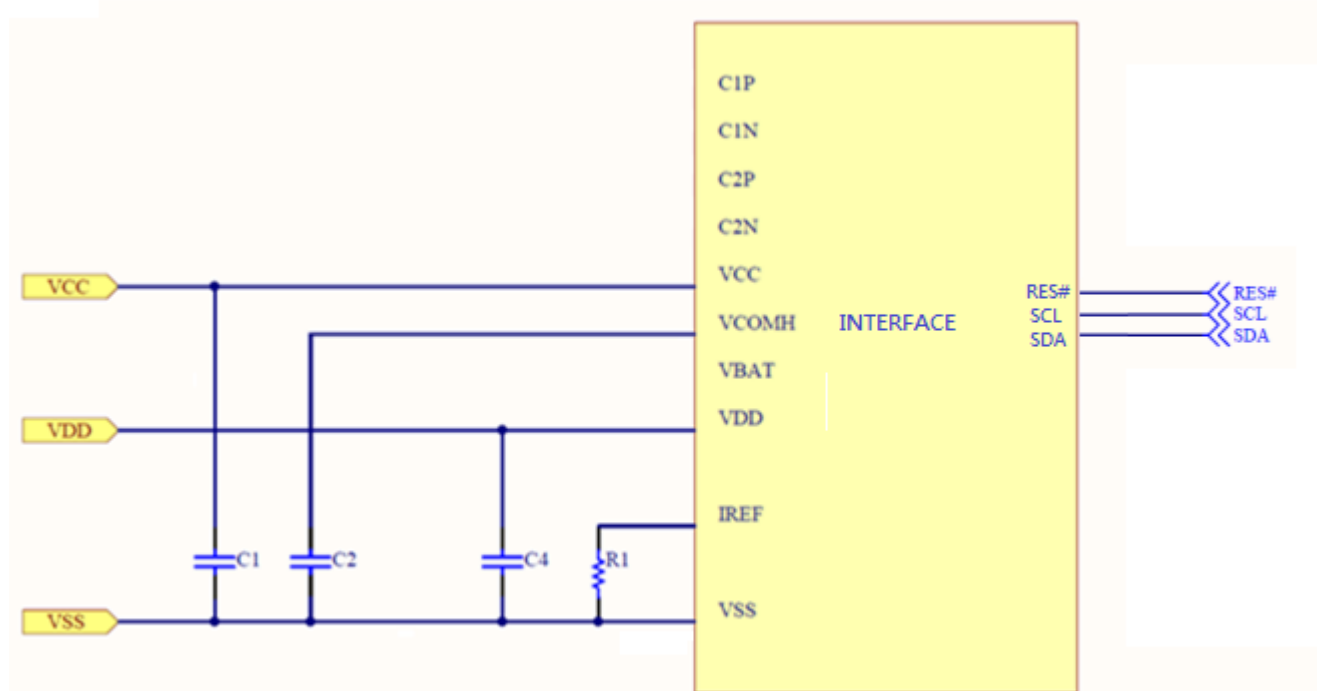 C1P
C1N
C2P
C2N
VCC VCC RES# RES#
SCL SCL
VCOMH INTERFACE SDA SDA
VBAT
VDD VDD
IREF
C1 C2 C4 R1
VSS VSS